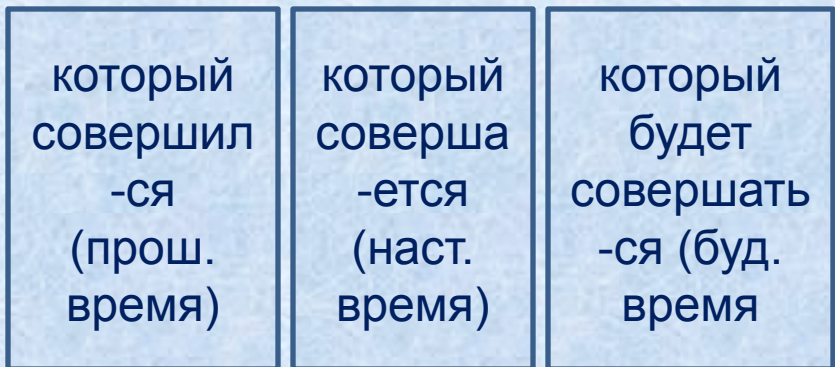 который
совершил
-ся
(прош.
время)
который
соверша
-ется
(наст.
время)
который
будет
совершать
-ся (буд.
время